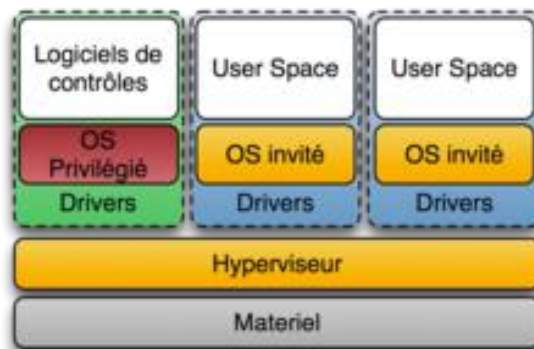 Logiciels de
contrôles
User Space
User Space
OS
Privilégié
OS invité
OS invité
Drivers
Drivers
Drivers
Hyperviseur
Materiel